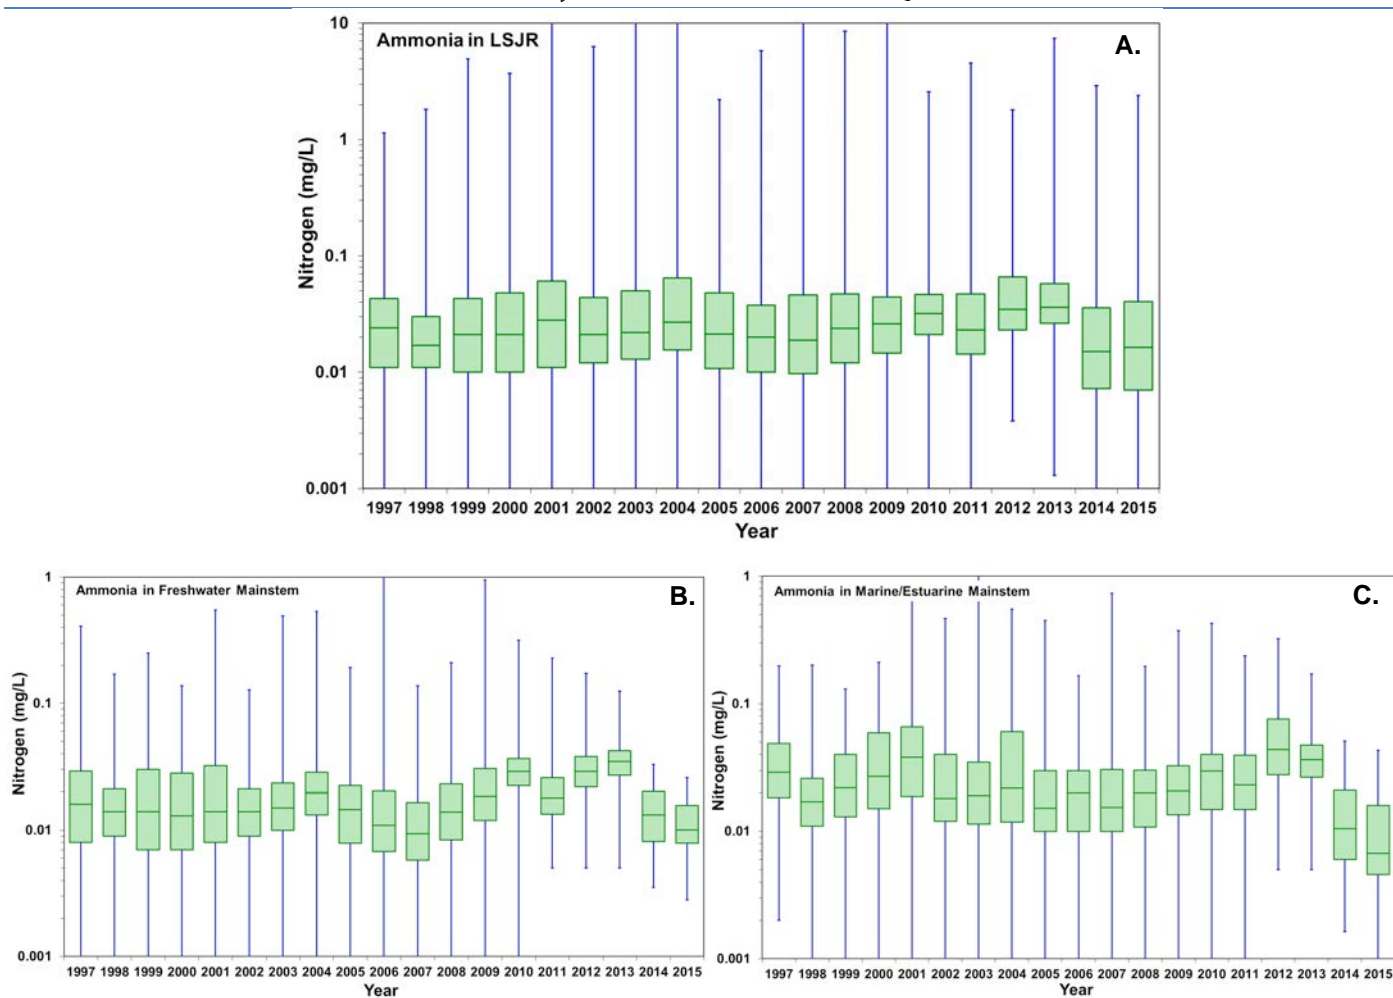 Ammonia in LSJR
A.
10
1
0.1
0.01
0.001
Nitrogen (mg/L)
1997 1998 1999 2000 2001 2002 2003 2004 2005 2006 2007 2008 2009 2010 2011 2012 2013 2014 2015
Year
Ammonia in Freshwater Mainstem
B.
1
0.1
0.01
0.001
Nitrogen (mg/L)
1997 1998 1999 2000 2001 2002 2003 2004 2005 2006 2007 2008 2009 2010 2011 2012 2013 2014 2015
Year
Ammonia in Marine/Estuarine Mainstem
C.
1
0.1
0.01
0.001
Nitrogen (mg/L)
1997 1998 1999 2000 2001 2002 2003 2004 2005 2006 2007 2008 2009 2010 2011 2012 2013 2014 2015
Year